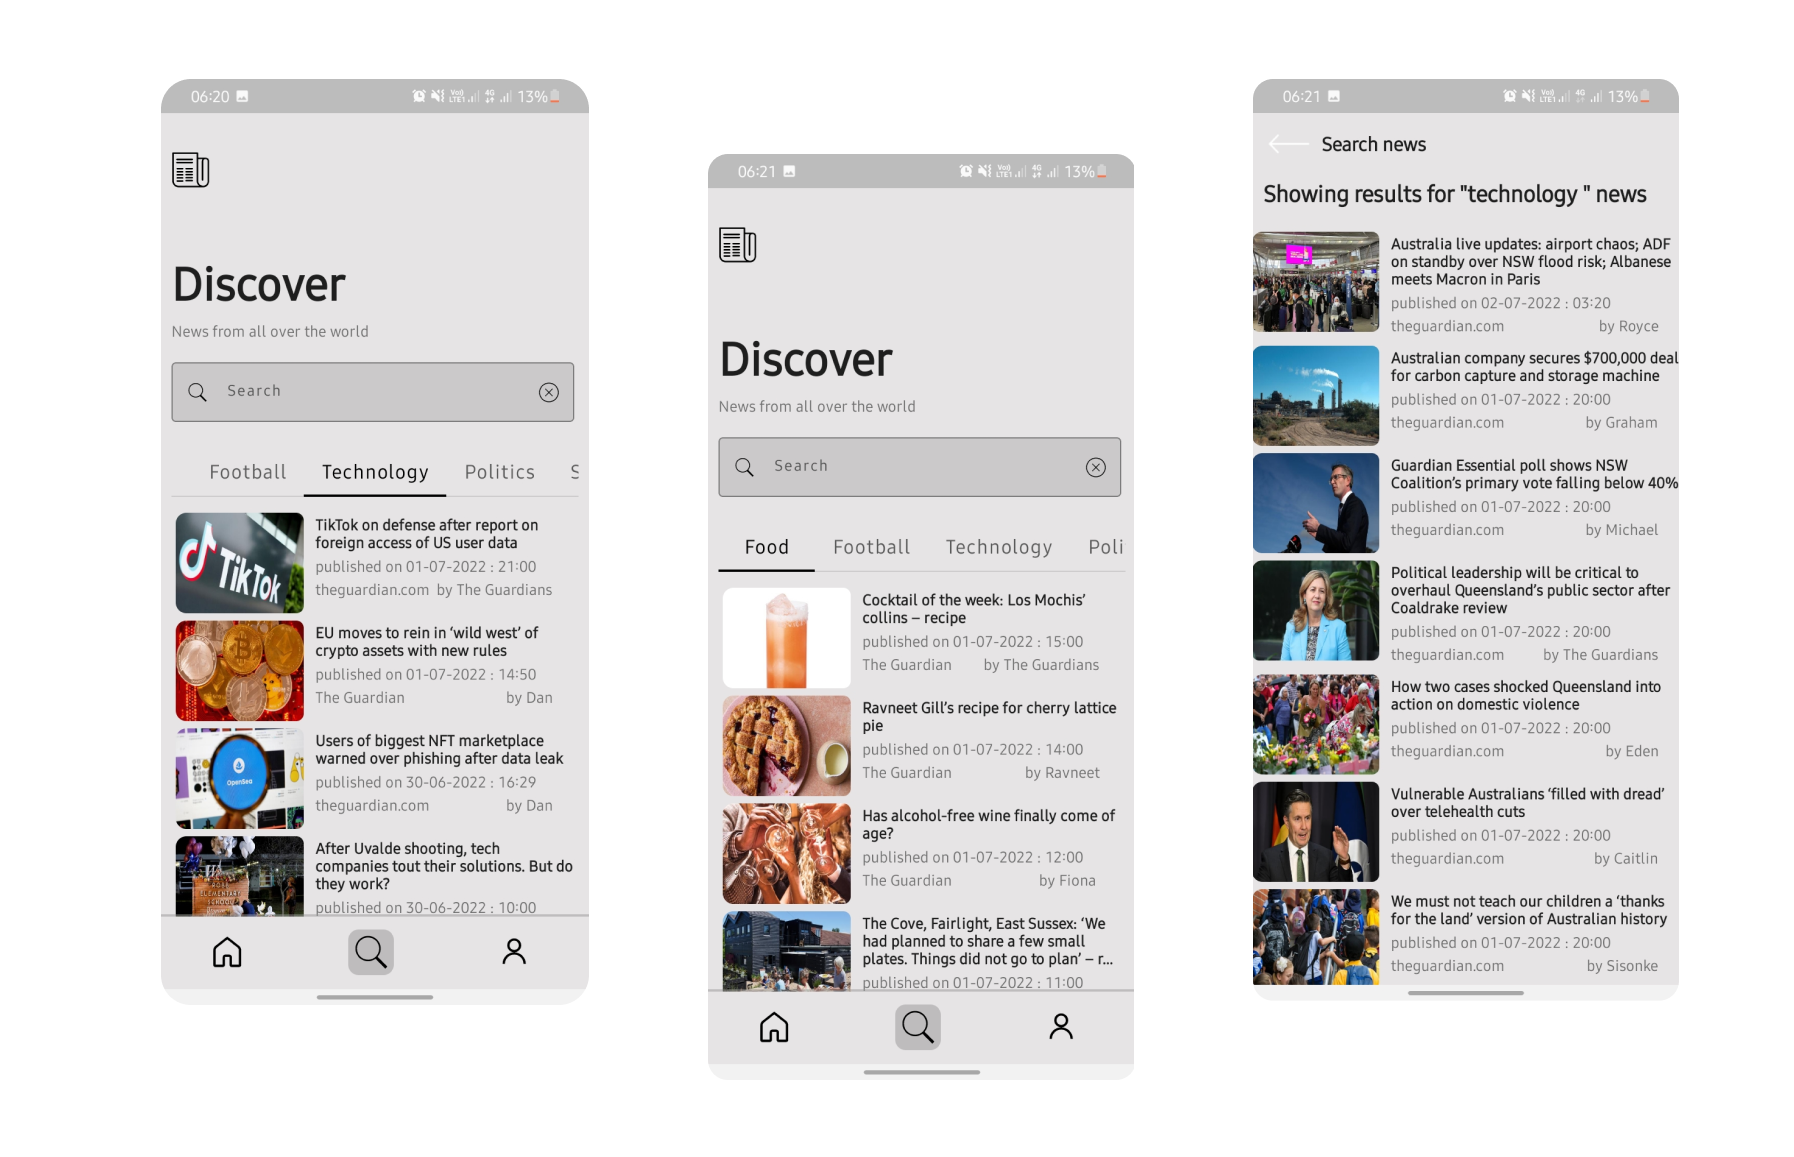 06:20
Vo))
LTE1
4G
13%
Discover
News from all over the world
Search
Football Technology Politics S
TikTok
TikTok on defense after report on
foreign access of US user data
published on 01-07-2022 : 21:00
theguardian.com by The Guardians
EU moves to rein in ‘wild west’ of
crypto assets with new rules
published on 01-07-2022 : 14:50
The Guardian by Dan
OpenSea
Users of biggest NFT marketplace
warned over phishing after data leak
published on 30-06-2022 : 16:29
theguardian.com by Dan
ROBB
ELEMENTARY
SCHOOL
After Uvalde shooting, tech
companies tout their solutions. But do
they work?
published on 30-06-2022 : 10:00
06:21
Vo))
LTE1
4G
13%
Discover
News from all over the world
Search
Food Football Technology Poli
Cocktail of the week: Los Mochis’
collins – recipe
published on 01-07-2022 : 15:00
The Guardian by The Guardians
Ravneet Gill’s recipe for cherry lattice
pie
published on 01-07-2022 : 14:00
The Guardian by Ravneet
Has alcohol-free wine finally come of
age?
published on 01-07-2022 : 12:00
The Guardian by Fiona
The Cove, Fairlight, East Sussex: ‘We
had planned to share a few small
plates. Things did not go to plan’ – r...
published on 01-07-2022 : 11:00
06:21
Vo))
LTE1
4G
13%
Search news
Showing results for "technology " news
Australia live updates: airport chaos; ADF
on standby over NSW flood risk; Albanese
meets Macron in Paris
published on 02-07-2022 : 03:20
theguardian.com by Royce
Australian company secures $700,000 deal
for carbon capture and storage machine
published on 01-07-2022 : 20:00
theguardian.com by Graham
Guardian Essential poll shows NSW
Coalition’s primary vote falling below 40%
published on 01-07-2022 : 20:00
theguardian.com by Michael
Political leadership will be critical to
overhaul Queensland’s public sector after
Coaldrake review
published on 01-07-2022 : 20:00
theguardian.com by The Guardians
How two cases shocked Queensland into
action on domestic violence
published on 01-07-2022 : 20:00
theguardian.com by Eden
Vulnerable Australians ‘filled with dread’
over telehealth cuts
published on 01-07-2022 : 20:00
theguardian.com by Caitlin
We must not teach our children a ‘thanks
for the land’ version of Australian history
published on 01-07-2022 : 20:00
theguardian.com by Sisonke